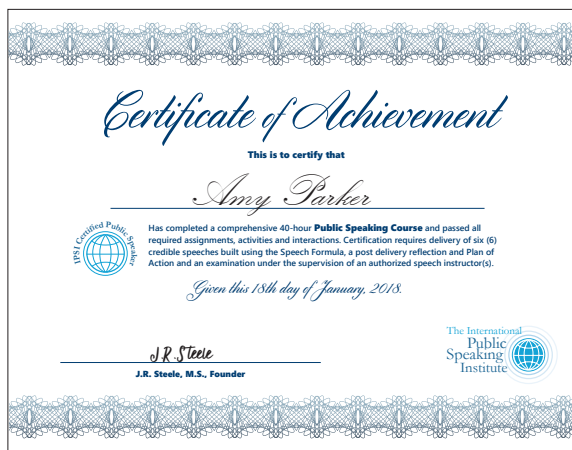 Certificate of Achievement
This is to certify that
Amy Parker
IPSI Certified Public Speaker
Has completed a comprehensive 40-hour Public Speaking Course and passed all
required assignments, activities and interactions. Certification requires delivery of six (6)
credible speeches built using the Speech Formula, a post delivery reflection and Plan of
Action and an examination under the supervision of an authorized speech instructor(s).
Given this 18th day of January, 2018.
J.R.Steele
J.R. Steele, M.S., Founder
The International
Public
Speaking
Institute